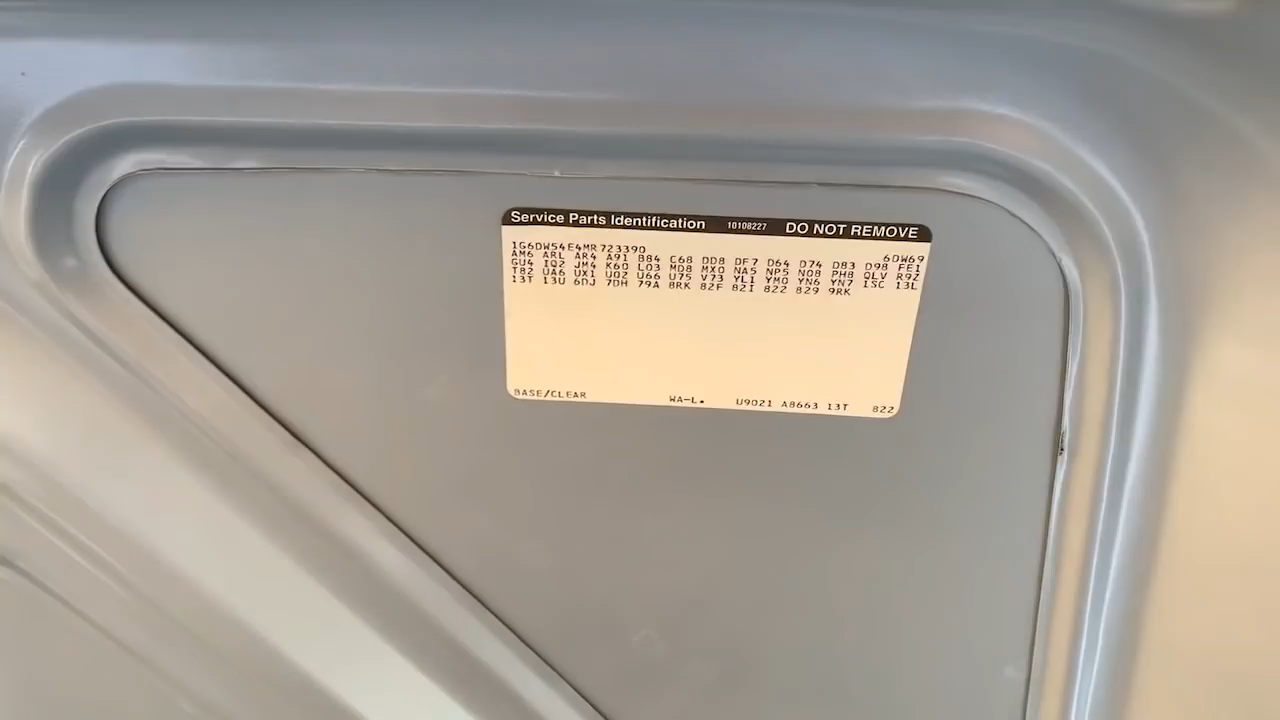 Service Parts Identification 10108227 DO NOT REMOVE
1G6DW54E4MR723390 6DW69
AM6 ARL AR4 A91 B84 C68 DD8 DF7 D64 D74 D83 D98 FE1
GU4 IQ2 JM4 K60 L03 MD8 MX0 NA5 NP5 N08 PH8 QLV R9Z
T82 UA6 UX1 U02 U66 U75 V73 YL1 YM0 YN6 YN7 1SC 13L
13T 13U 6DJ 7DH 79A 8RK 82F 82I 822 829 9RK
BASE/CLEAR WA-L. U9021 A8663 13T 822